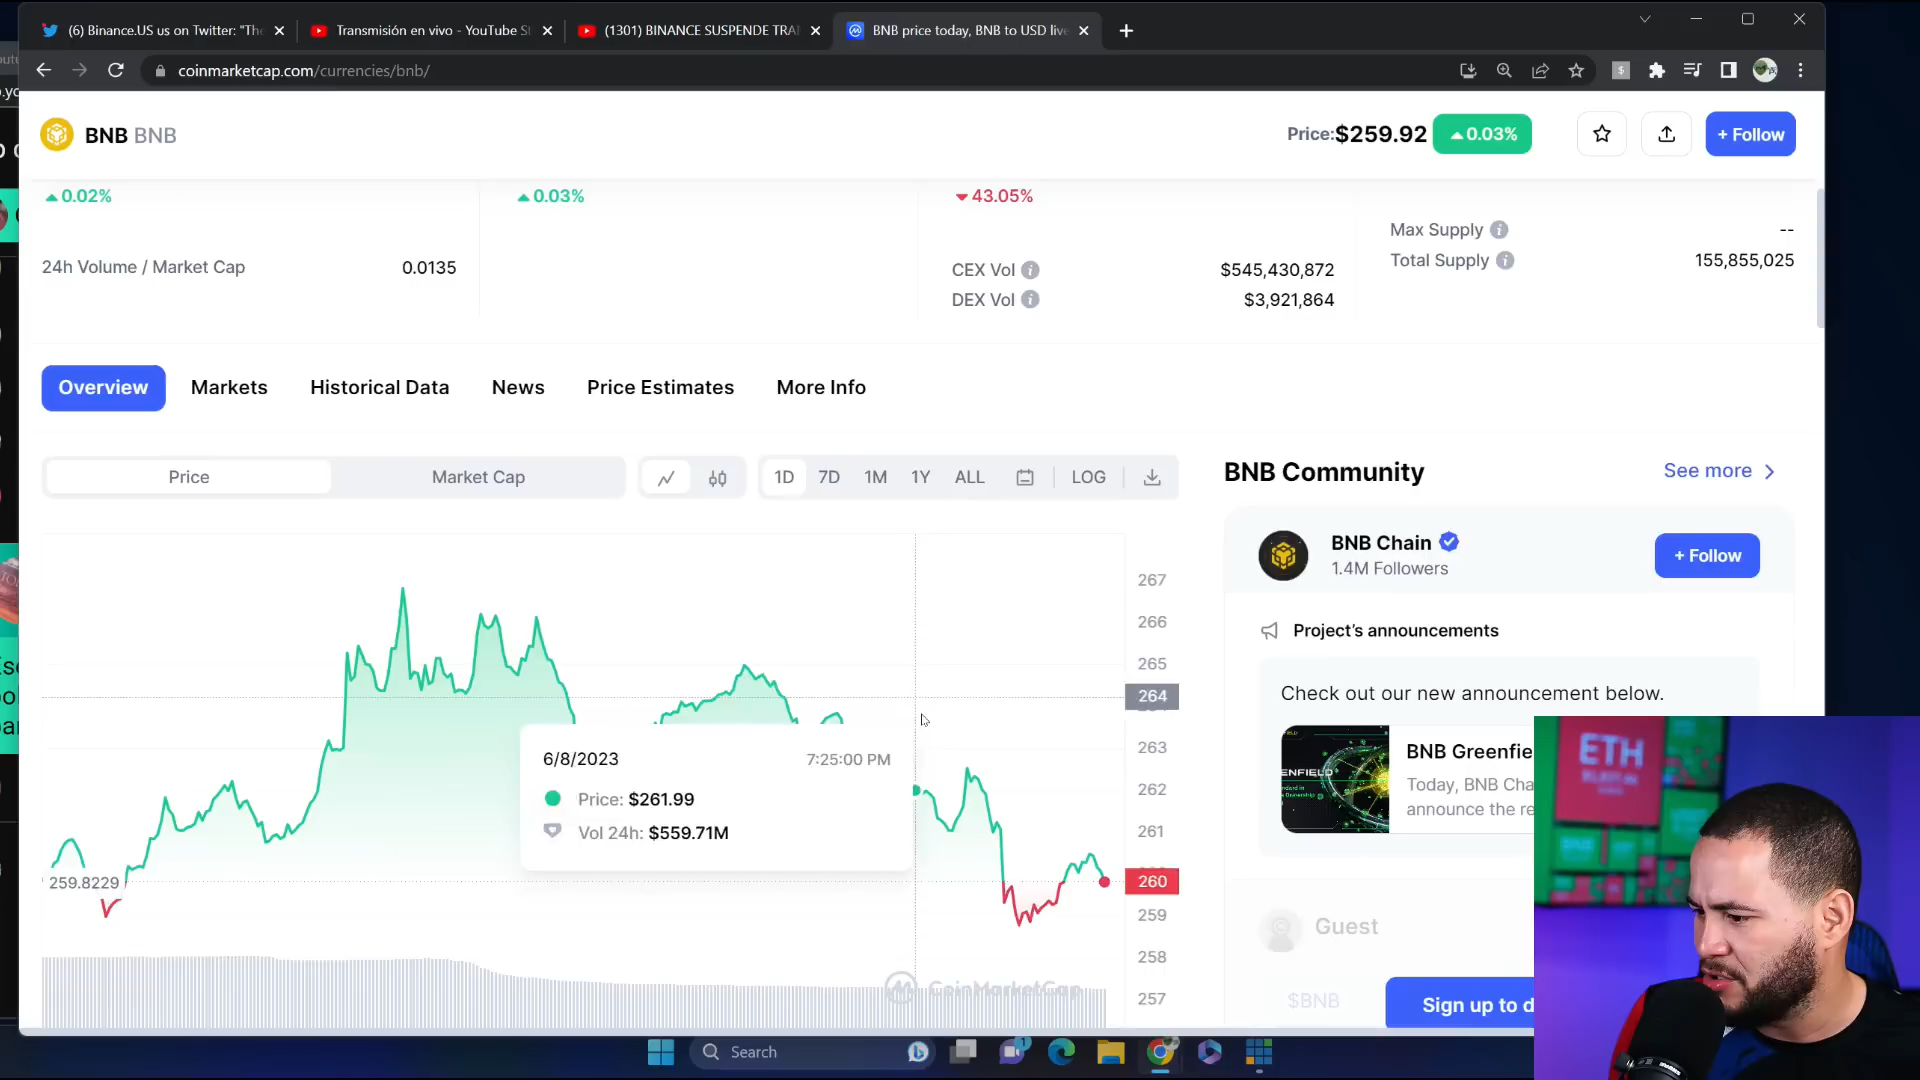 (6) Binance.US us on Twitter: "The
Transmisión en vivo - YouTube S
(1301) BINANCE SUSPENDE TRA
BNB price today, BNB to USD live
coinmarketcap.com/currencies/bnb/
BNB BNB
Price:$259.92
0.03%
+ Follow
0.02%
0.03%
43.05%
24h Volume / Market Cap
0.0135
CEX Vol
$545,430,872
DEX Vol
$3,921,864
Max Supply
--
Total Supply
155,855,025
Overview
Markets
Historical Data
News
Price Estimates
More Info
Price
Market Cap
1D
7D
1M
1Y
ALL
LOG
267
266
265
264
263
262
261
260
259
258
257
259.8229
6/8/2023
7:25:00 PM
Price: $261.99
Vol 24h: $559.71M
CoinMarketCap
BNB Community
See more
BNB Chain
1.4M Followers
+ Follow
Project's announcements
Check out our new announcement below.
ENFIELD
BNB Greenfie
Today, BNB Cha
announce the re
Guest
$BNB
Sign up to d
ETH
Search